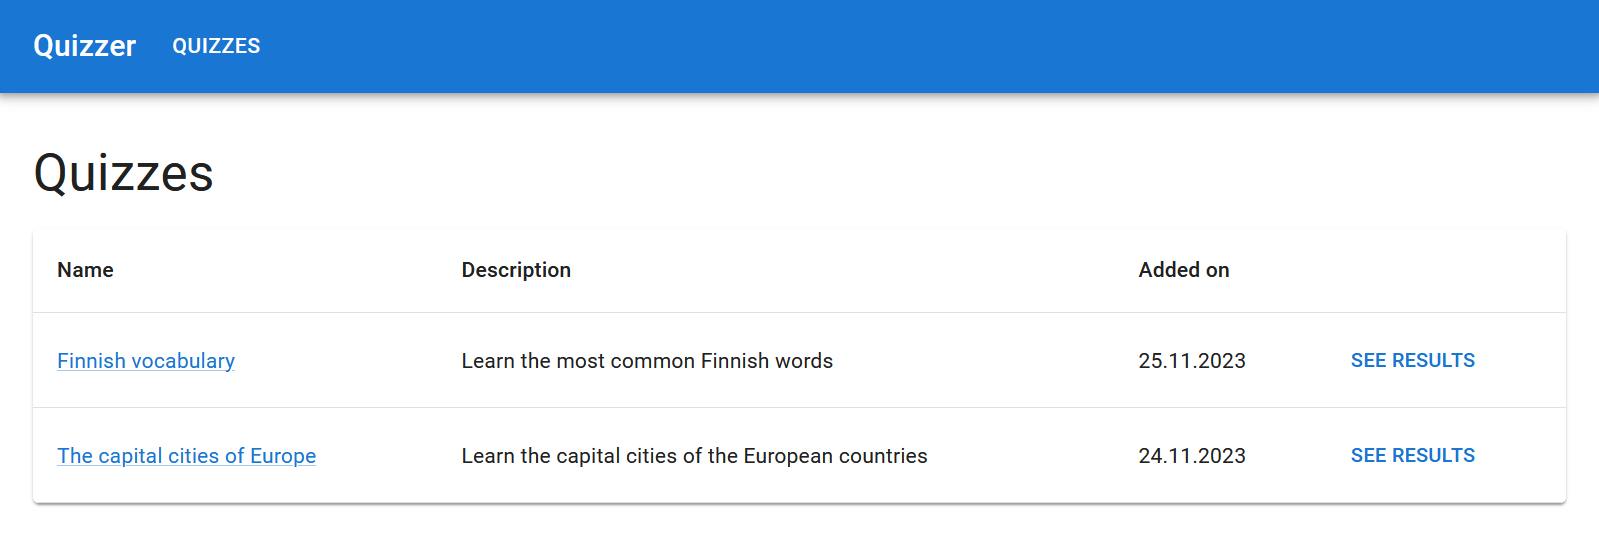 Quizzer QUIZZES
Quizzes
Name Description Added on
Finnish vocabulary Learn the most common Finnish words 25.11.2023 SEE RESULTS
The capital cities of Europe Learn the capital cities of the European countries 24.11.2023 SEE RESULTS